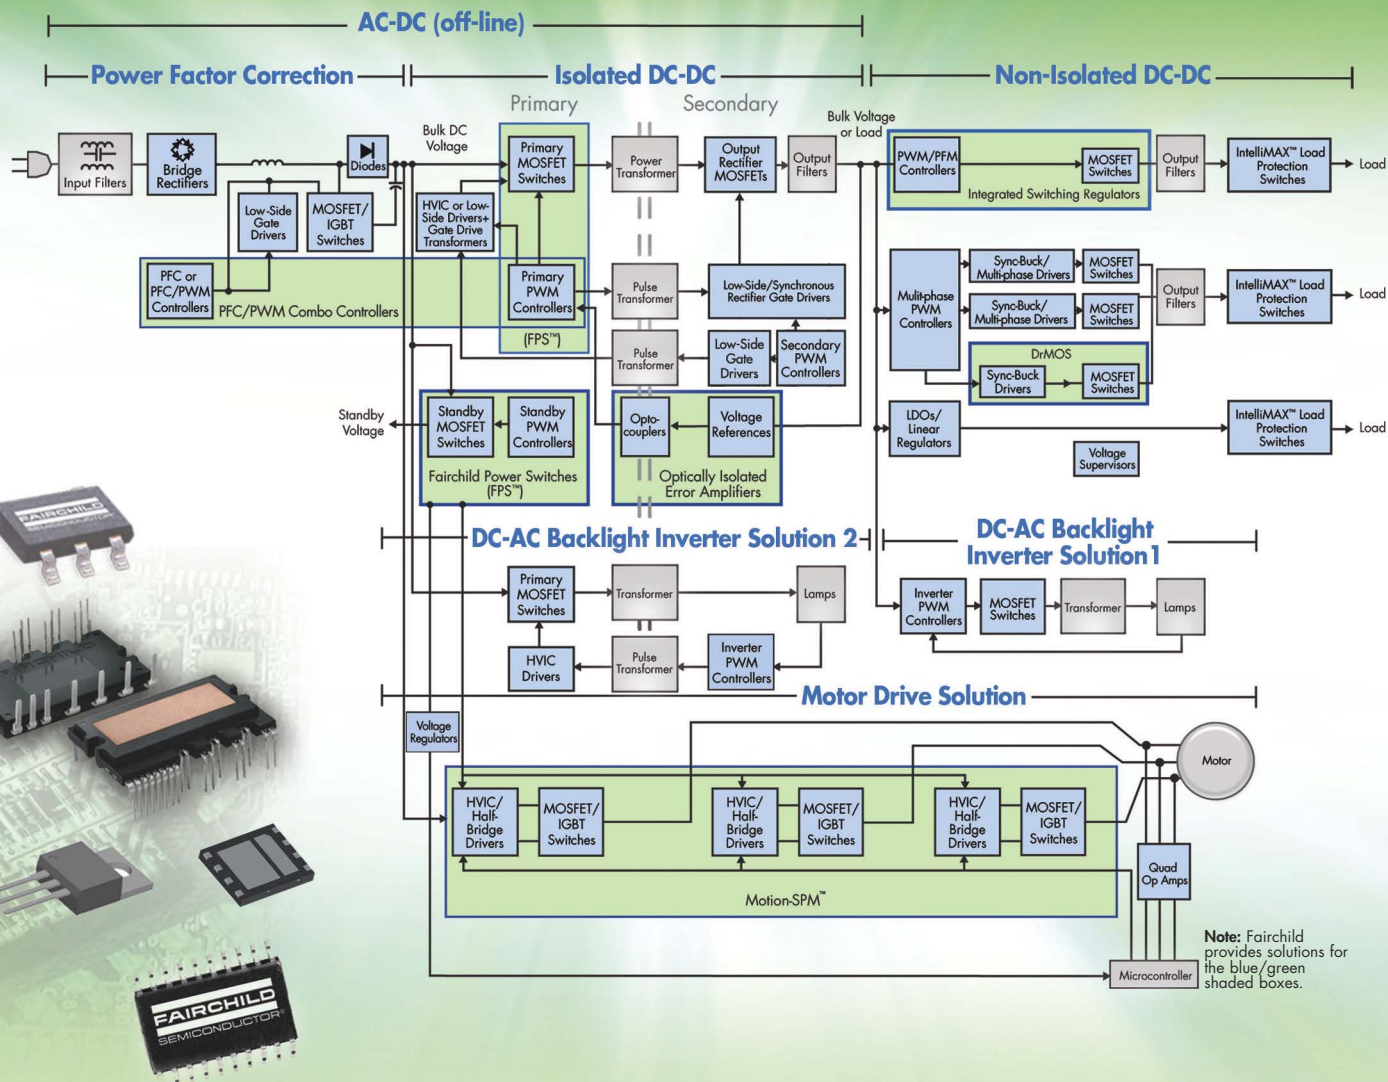 AC-DC (off-line)
Power Factor Correction
Isolated DC-DC
Non-Isolated DC-DC
Primary
Secondary
Input Filters
Bridge
Rectifiers
Diodes
Bulk DC
Voltage
Primary
MOSFET
Switches
Power
Transformer
Output
Rectifier
MOSFETs
Output
Filters
Bulk Voltage
or Load
PWM/PFM
Controllers
MOSFET
Switches
Integrated Switching Regulators
Output
Filters
IntelliMAX™ Load
Protection
Switches
Load
Low-Side
Gate
Drivers
MOSFET/
IGBT
Switches
HVIC or Low-
Side Drivers+
Gate Drive
Transformers
PFC or
PFC/PWM
Controllers
PFC/PWM Combo Controllers
Primary
PWM
Controllers
(FPS™)
Pulse
Transformer
Low-Side/Synchronous
Rectifier Gate Drivers
Pulse
Transformer
Low-Side
Gate
Drivers
Secondary
PWM
Controllers
Mulit-phase
PWM
Controllers
Sync-Buck/
Multi-phase Drivers
MOSFET
Switches
Sync-Buck/
Multi-phase Drivers
MOSFET
Switches
DrMOS
Sync-Buck
Drivers
MOSFET
Switches
Output
Filters
IntelliMAX™ Load
Protection
Switches
Load
Standby
Voltage
Standby
MOSFET
Switches
Standby
PWM
Controllers
Fairchild Power Switches
(FPS™)
Opto-
couplers
Voltage
References
Optically Isolated
Error Amplifiers
LDOs/
Linear
Regulators
Voltage
Supervisors
IntelliMAX™ Load
Protection
Switches
Load
DC-AC Backlight Inverter Solution 2
DC-AC Backlight
Inverter Solution1
Primary
MOSFET
Switches
Transformer
Lamps
HVIC
Drivers
Pulse
Transformer
Inverter
PWM
Controllers
Inverter
PWM
Controllers
MOSFET
Switches
Transformer
Lamps
Motor Drive Solution
Voltage
Regulators
HVIC/
Half-
Bridge
Drivers
MOSFET/
IGBT
Switches
HVIC/
Half-
Bridge
Drivers
MOSFET/
IGBT
Switches
HVIC/
Half-
Bridge
Drivers
MOSFET/
IGBT
Switches
Motion-SPM™
Motor
Quad
Op Amps
Microcontroller
Note: Fairchild
provides solutions for
the blue/green
shaded boxes.
FAIRCHILD
SEMICONDUCTOR
FAIRCHILD
FAIRCHILD
SEMICONDUCTOR®